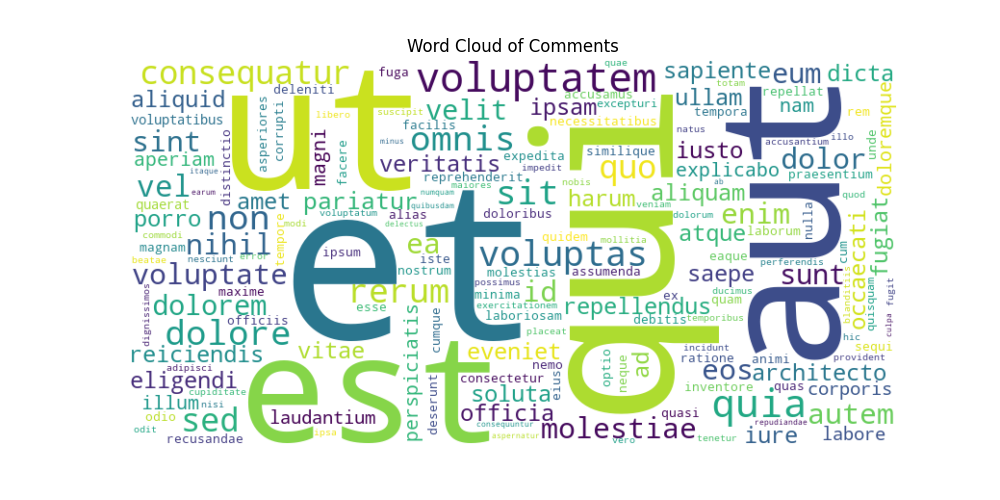 Word Cloud of Comments
consequatur
fuga
voluptatem
quae
sapiente
eum
dicta
aliquid
deleniti
ut
velit
ipsam
accusamus
excepturi
ullam
totam
repellat
nam
rem
voluptatibus
asperiores
corrupti
libero
magni
suscipit
facilis
necessitatibus
tempora
aut
doloremque
sint
distinctio
facere
minus
omnis
qui
natus
accusantium
illo
unde
aperiam
itaque
veritatis
expedita
similique
quo
iusto
dolor
vel
earum
reprehenderit
impedit
explicabo
praesentium
quaerat
amet
pariatur
numquam
maiores
sit
nobis
harum
aliquam
ab
quod
porro
non
tempore
modi
voluptatum
quibusdam
delectus
alias
et
doloribus
veniam
dolorum
enim
nulla
occaecati
fugiat
commodi
magnam
nihil
error
nesciunt
ipsum
ea
iste
nostrum
voluptas
quidem
mollitia
atque
laborum
cum
quisquam
beatae
voluptate
maxime
molestias
assumenda
eaque
saepe
perferendis
sunt
dignissimos
dolorem
officiis
esse
rerum
minima
possimus
exercitationem
id
ex
quam
ducimus
blanditiis
culpa
fugit
dolore
cumque
laboriosam
repellendus
debitis
temporibus
hic
reiciendis
adipisci
est
vitae
perspiciatis
placeat
eveniet
nemo
optio
neque
ad
incidunt
ratione
animi
provident
sequi
eligendi
cupiditate
deserunt
consectetur
eius
eos
architecto
illum
nisi
soluta
inventore
quas
corporis
odio
sed
laudantium
officia
quasi
quia
autem
odit
recusandae
ipsa
consequuntur
aspernatur
molestiae
vero
tenetur
repudiandae
iure
labore